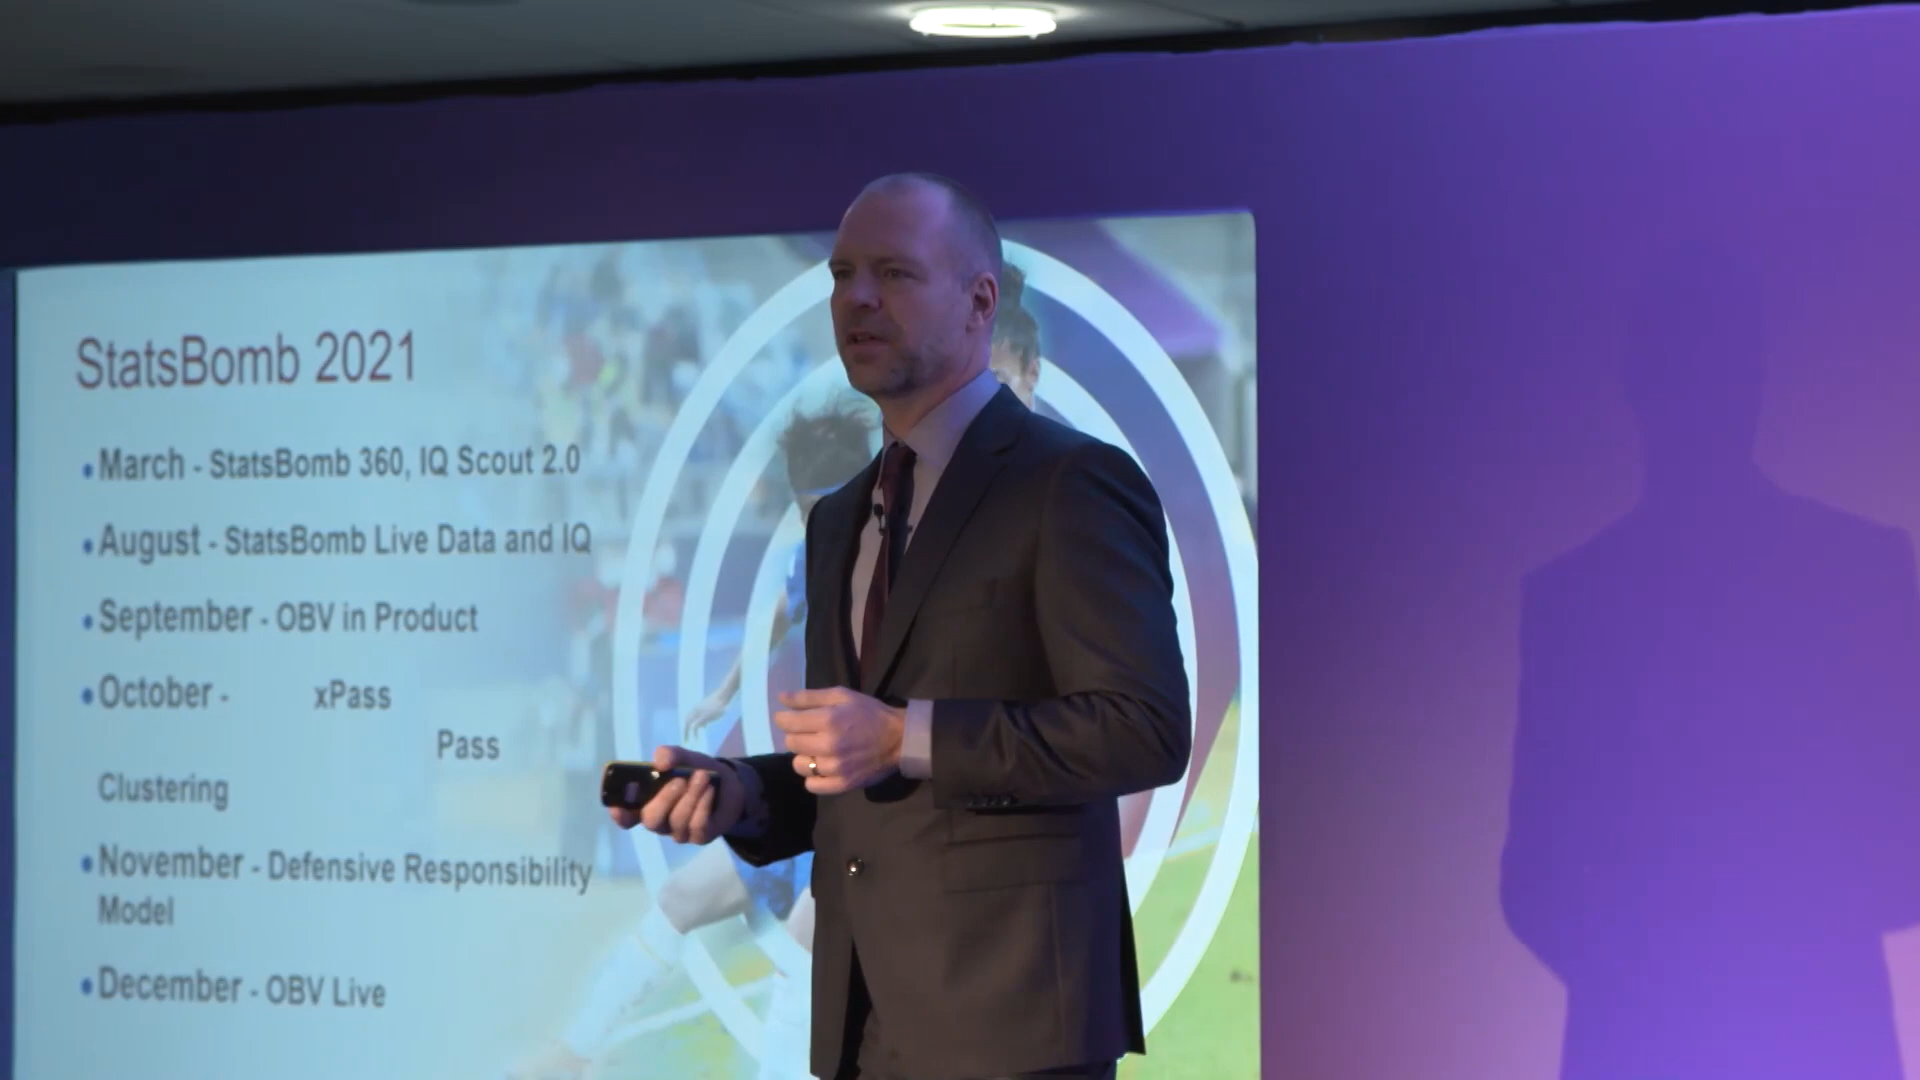 StatsBomb 2021
• March - StatsBomb 360, IQ Scout 2.0
• August - StatsBomb Live Data and IQ
• September - OBV in Product
• October - xPass
Pass
Clustering
• November - Defensive Responsibility
Model
• December - OBV Live